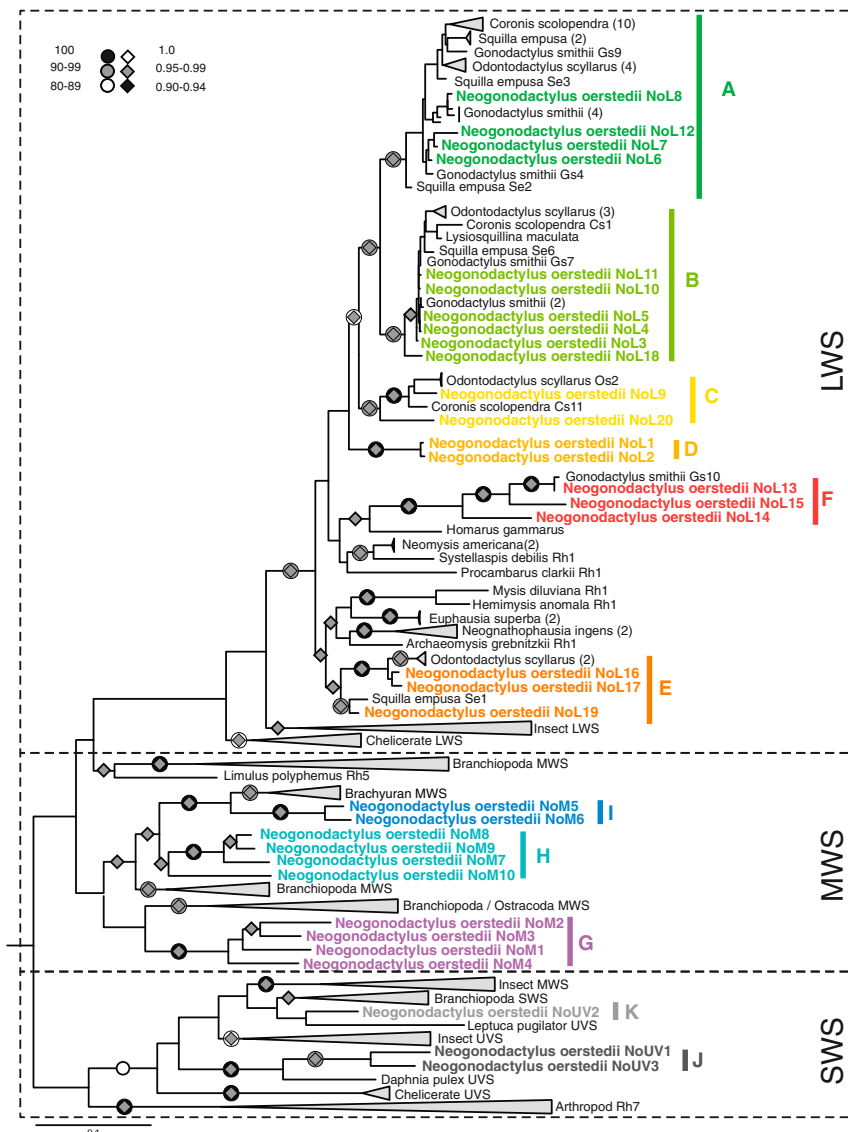 100 1.0
90-99 0.95-0.99
80-89 0.90-0.94
Coronis scolopendra (10)
Squilla empusa (2)
Gonodactylus smithii Gs9
Odontodactylus scyllarus (4)
Squilla empusa Se3
A
Neogonodactylus oerstedii NoL8
Gonodactylus smithii (4)
Neogonodactylus oerstedii NoL12
Neogonodactylus oerstedii NoL7
Neogonodactylus oerstedii NoL6
Gonodactylus smithii Gs4
Squilla empusa Se2
Odontodactylus scyllarus (3)
Coronis scolopendra Cs1
Lysiosquillina maculata
Squilla empusa Se6
Gonodactylus smithii Gs7
Neogonodactylus oerstedii NoL11
B
Neogonodactylus oerstedii NoL10
Gonodactylus smithii (2)
Neogonodactylus oerstedii NoL5
Neogonodactylus oerstedii NoL4
Neogonodactylus oerstedii NoL3
Neogonodactylus oerstedii NoL18
LWS
Odontodactylus scyllarus Os2
Neogonodactylus oerstedii NoL9
C
Coronis scolopendra Cs11
Neogonodactylus oerstedii NoL20
Neogonodactylus oerstedii NoL1
D
Neogonodactylus oerstedii NoL2
Gonodactylus smithii Gs10
Neogonodactylus oerstedii NoL13
F
Neogonodactylus oerstedii NoL15
Neogonodactylus oerstedii NoL14
Homarus gammarus
Neomysis americana(2)
Systellaspis debilis Rh1
Procambarus clarkii Rh1
Mysis diluviana Rh1
Hemimysis anomala Rh1
Euphausia superba (2)
Neognathophausia ingens (2)
Archaeomysis grebnitzkii Rh1
Odontodactylus scyllarus (2)
Neogonodactylus oerstedii NoL16
Neogonodactylus oerstedii NoL17
E
Squilla empusa Se1
Neogonodactylus oerstedii NoL19
Insect LWS
Chelicerate LWS
Branchiopoda MWS
Limulus polyphemus Rh5
Brachyuran MWS
Neogonodactylus oerstedii NoM5
I
Neogonodactylus oerstedii NoM6
Neogonodactylus oerstedii NoM8
Neogonodactylus oerstedii NoM9
H
Neogonodactylus oerstedii NoM7
Neogonodactylus oerstedii NoM10
MWS
Branchiopoda MWS
Branchiopoda / Ostracoda MWS
Neogonodactylus oerstedii NoM2
Neogonodactylus oerstedii NoM3
G
Neogonodactylus oerstedii NoM1
Neogonodactylus oerstedii NoM4
Insect MWS
Branchiopoda SWS
Neogonodactylus oerstedii NoUV2
K
Leptuca pugilator UVS
Insect UVS
SWS
Neogonodactylus oerstedii NoUV1
J
Neogonodactylus oerstedii NoUV3
Daphnia pulex UVS
Chelicerate UVS
Arthropod Rh7